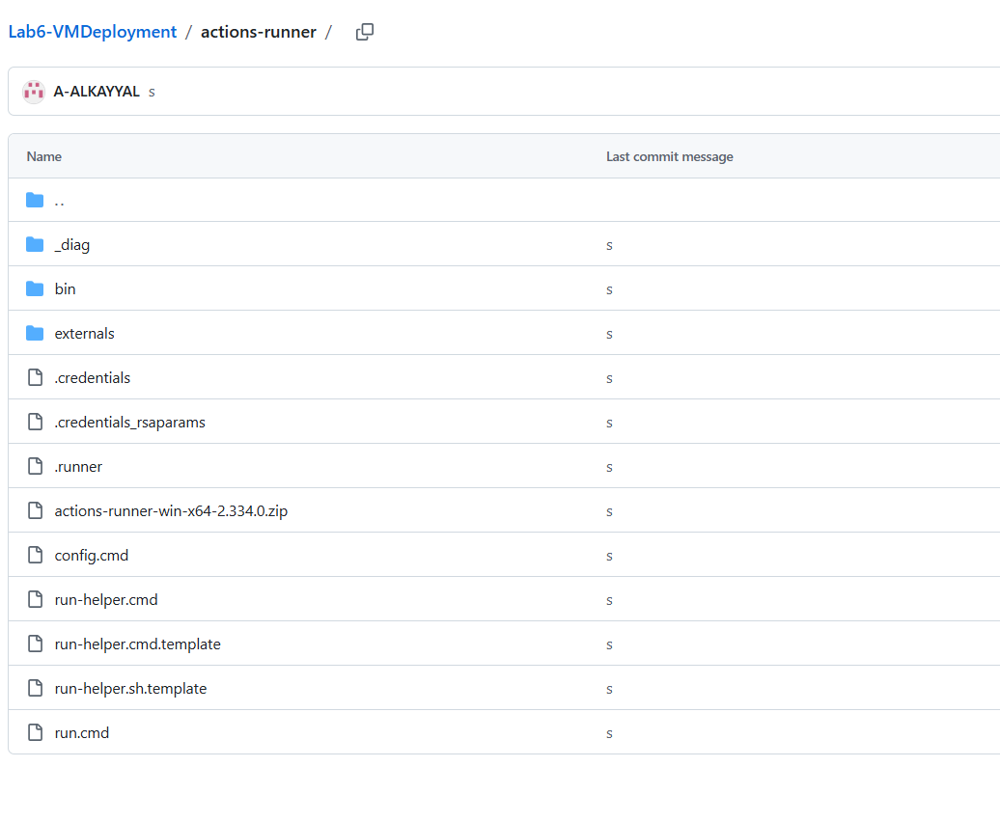 Lab6-VMDeployment / actions-runner /
A-ALKAYYAL s
Name Last commit message
..
_diag s
bin s
externals s
.credentials s
.credentials_rsaparams s
.runner s
actions-runner-win-x64-2.334.0.zip s
config.cmd s
run-helper.cmd s
run-helper.cmd.template s
run-helper.sh.template s
run.cmd s